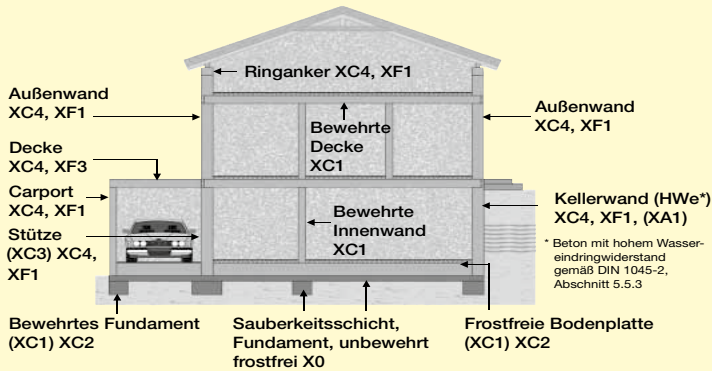 Ringanker XC4, XF1
Außenwand
XC4, XF1
Bewehrte
Decke
XC1
Außenwand
XC4, XF1
Decke
XC4, XF3
Carport
XC4, XF1
Stütze
(XC3) XC4,
XF1
Bewehrte
Innenwand
XC1
Kellerwand (HWe*)
XC4, XF1, (XA1)
* Beton mit hohem Wasser-
eindringwiderstand
gemäß DIN 1045-2,
Abschnitt 5.5.3
Bewehrtes Fundament
(XC1) XC2
Sauberkeitsschicht,
Fundament, unbewehrt
frostfrei X0
Frostfreie Bodenplatte
(XC1) XC2